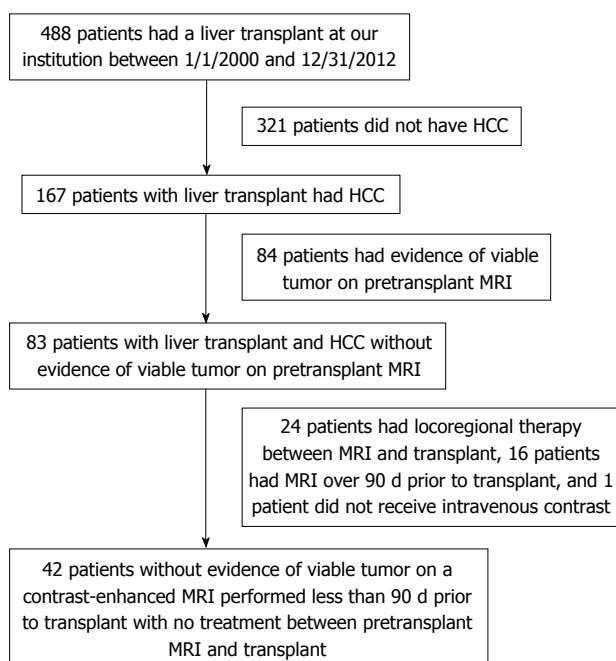 488 patients had a liver transplant at our
institution between 1/1/2000 and 12/31/2012
321 patients did not have HCC
167 patients with liver transplant had HCC
84 patients had evidence of viable
tumor on pretransplant MRI
83 patients with liver transplant and HCC without
evidence of viable tumor on pretransplant MRI
24 patients had locoregional therapy
between MRI and transplant, 16 patients
had MRI over 90 d prior to transplant, and 1
patient did not receive intravenous contrast
42 patients without evidence of viable tumor on a
contrast-enhanced MRI performed less than 90 d prior
to transplant with no treatment between pretransplant
MRI and transplant